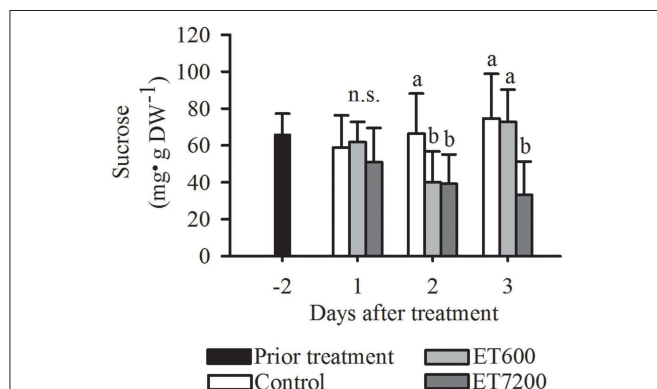 120
100
80
60
40
20
0
Sucrose
(mg• g DW⁻¹)
n.s.
a
b b
a
a
b
-2 1 2 3
Days after treatment
Prior treatment ET600
Control ET7200